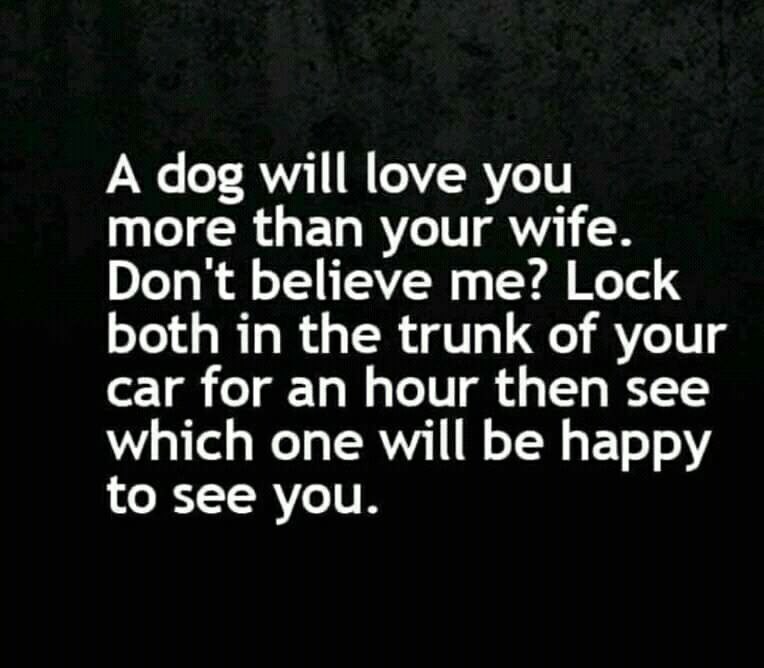 A dog will love you
more than your wife.
Don't believe me? Lock
both in the trunk of your
car for an hour then see
which one will be happy
to see you.